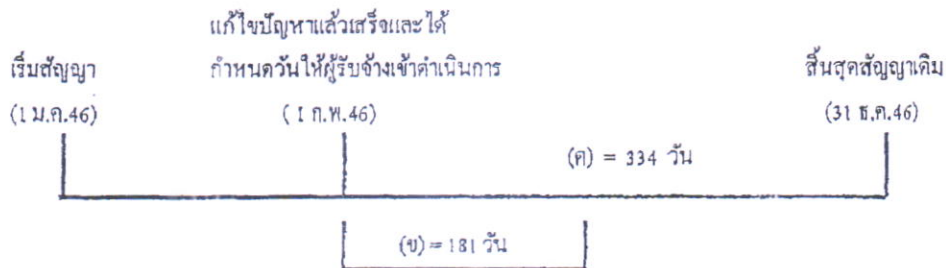 แก้ไขปัญหาแล้วเสร็จและได้
เริ่มสัญญา กำหนดวันให้ผู้รับจ้างเข้าดำเนินการ สิ้นสุดสัญญาเดิม
(1 ม.ค.46) (1 ก.พ.46) (31 ธ.ค.46)
(ค) = 334 วัน
(ข) = 181 วัน